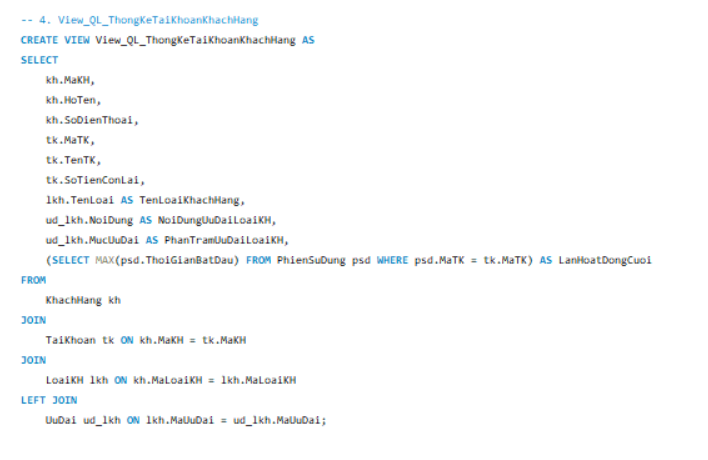 -- 4. View_QL_ThongKeTaiKhoanKhachHang
CREATE VIEW View_QL_ThongKeTaiKhoanKhachHang AS
SELECT
kh.MaKH,
kh.HoTen,
kh.SoDienThoai,
tk.MaTK,
tk.TenTK,
tk.SoTienConLai,
lkh.TenLoai AS TenLoaiKhachHang,
ud_lkh.NoiDung AS NoiDungUuDaiLoaiKH,
ud_lkh.MucUuDai AS PhanTramUuDaiLoaiKH,
(SELECT MAX(psd.ThoiGianBatDau) FROM PhienSuDung psd WHERE psd.MaTK = tk.MaTK) AS LanHoatDongCuoi
FROM
KhachHang kh
JOIN
TaiKhoan tk ON kh.MaKH = tk.MaKH
JOIN
LoaiKH lkh ON kh.MaLoaiKH = lkh.MaLoaiKH
LEFT JOIN
UuDai ud_lkh ON lkh.MaUuDai = ud_lkh.MaUuDai;